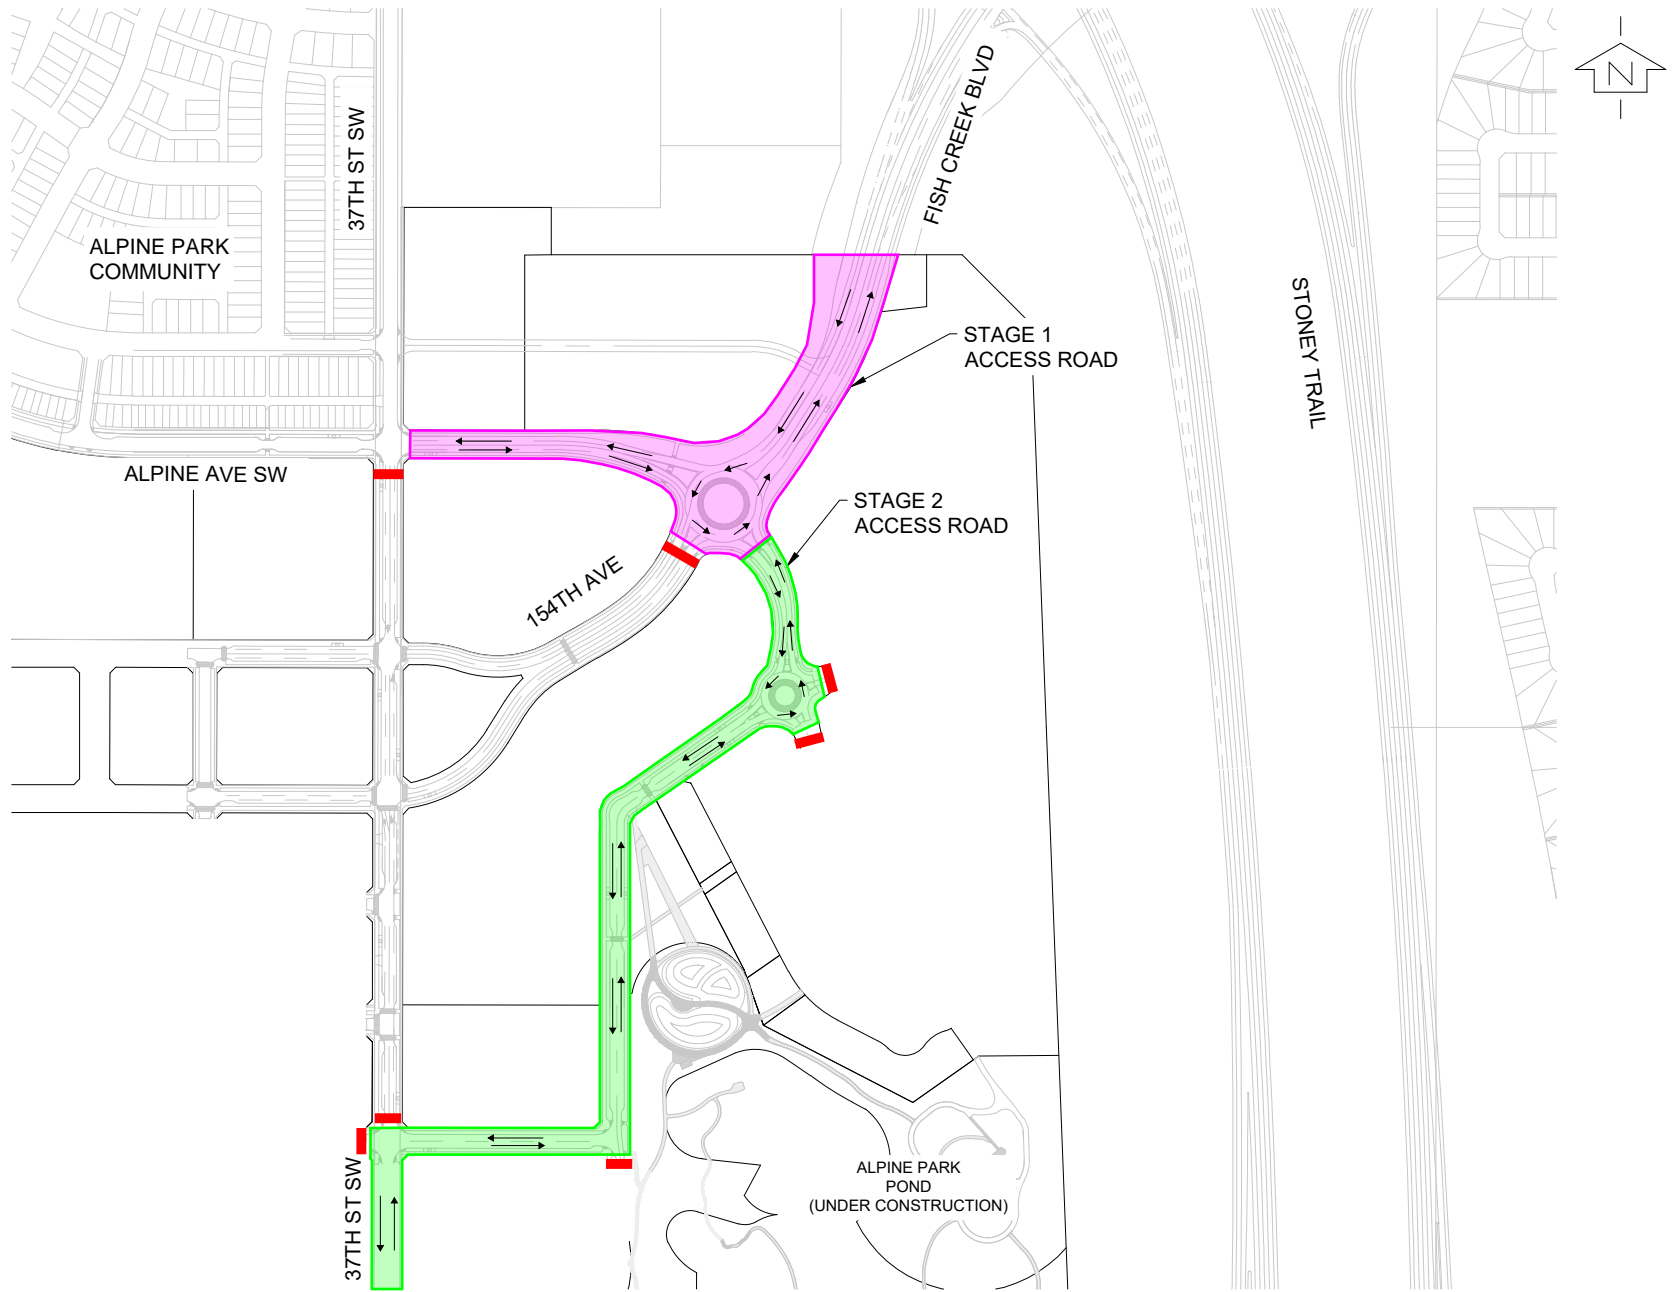 N
FISH CREEK BLVD
37TH ST SW
ALPINE PARK
COMMUNITY
STONEY TRAIL
STAGE 1
ACCESS ROAD
ALPINE AVE SW
STAGE 2
ACCESS ROAD
154TH AVE
37TH ST SW
ALPINE PARK
POND
(UNDER CONSTRUCTION)